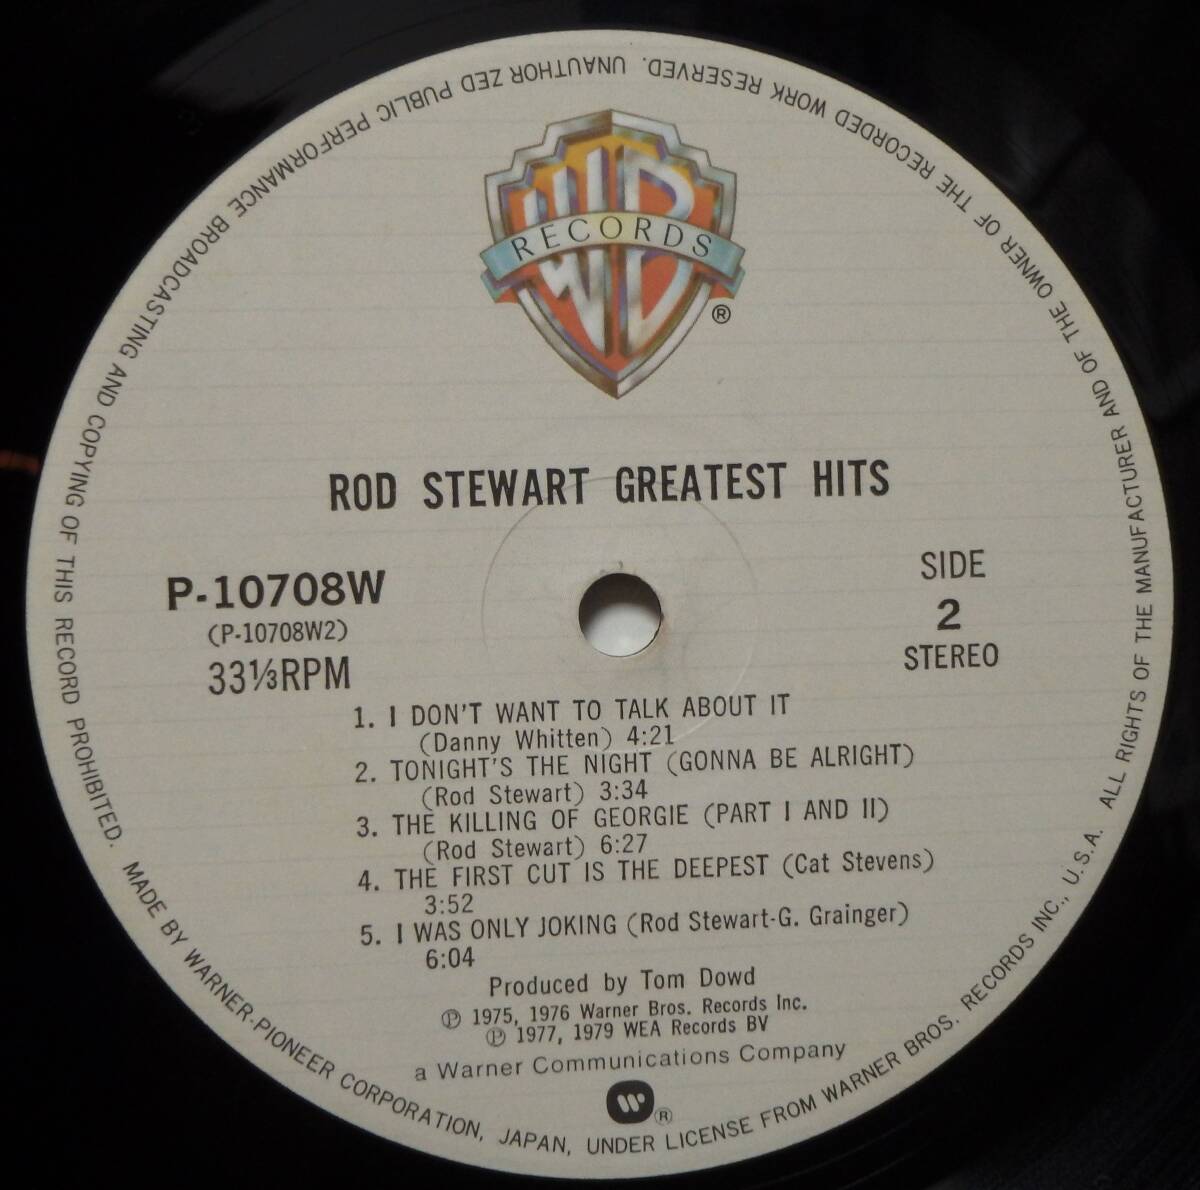 WB
RECORDS
®
ROD STEWART GREATEST HITS
P-10708W
(P-10708W2)
33⅓RPM
SIDE
2
STEREO
1. I DON'T WANT TO TALK ABOUT IT
(Danny Whitten) 4:21
2. TONIGHT'S THE NIGHT (GONNA BE ALRIGHT)
(Rod Stewart) 3:34
3. THE KILLING OF GEORGIE (PART I AND II)
(Rod Stewart) 6:27
4. THE FIRST CUT IS THE DEEPEST (Cat Stevens)
3:52
5. I WAS ONLY JOKING (Rod Stewart-G. Grainger)
6:04
Produced by Tom Dowd
℗ 1975, 1976 Warner Bros. Records Inc.
℗ 1977, 1979 WEA Records BV
a Warner Communications Company
W ®
MADE BY WARNER-PIONEER CORPORATION, JAPAN, UNDER LICENSE FROM WARNER BROS. RECORDS INC., U.S.A. ALL RIGHTS OF THE MANUFACTURER AND OF THE OWNER OF THE RECORDED WORK RESERVED. UNAUTHOR ZED PUBLIC PERFORMANCE BROADCASTING AND COPYING OF THIS RECORD PROHIBITED.